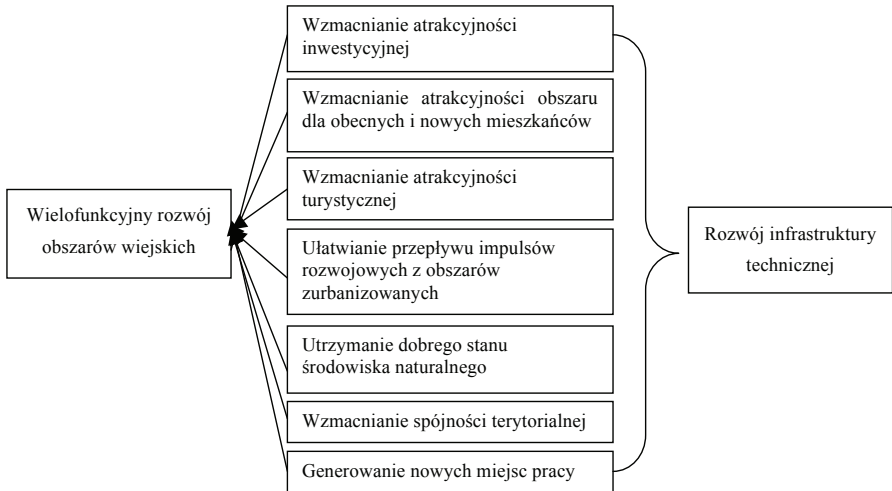 Wzmacnianie atrakcyjności
inwestycyjnej
Wzmacnianie atrakcyjności obszaru
dla obecnych i nowych mieszkańców
Wzmacnianie atrakcyjności
turystycznej
Wielofunkcyjny rozwój
obszarów wiejskich
Ułatwianie przepływu impulsów
rozwojowych z obszarów
zurbanizowanych
Rozwój infrastruktury
technicznej
Utrzymanie dobrego stanu
środowiska naturalnego
Wzmacnianie spójności terytorialnej
Generowanie nowych miejsc pracy